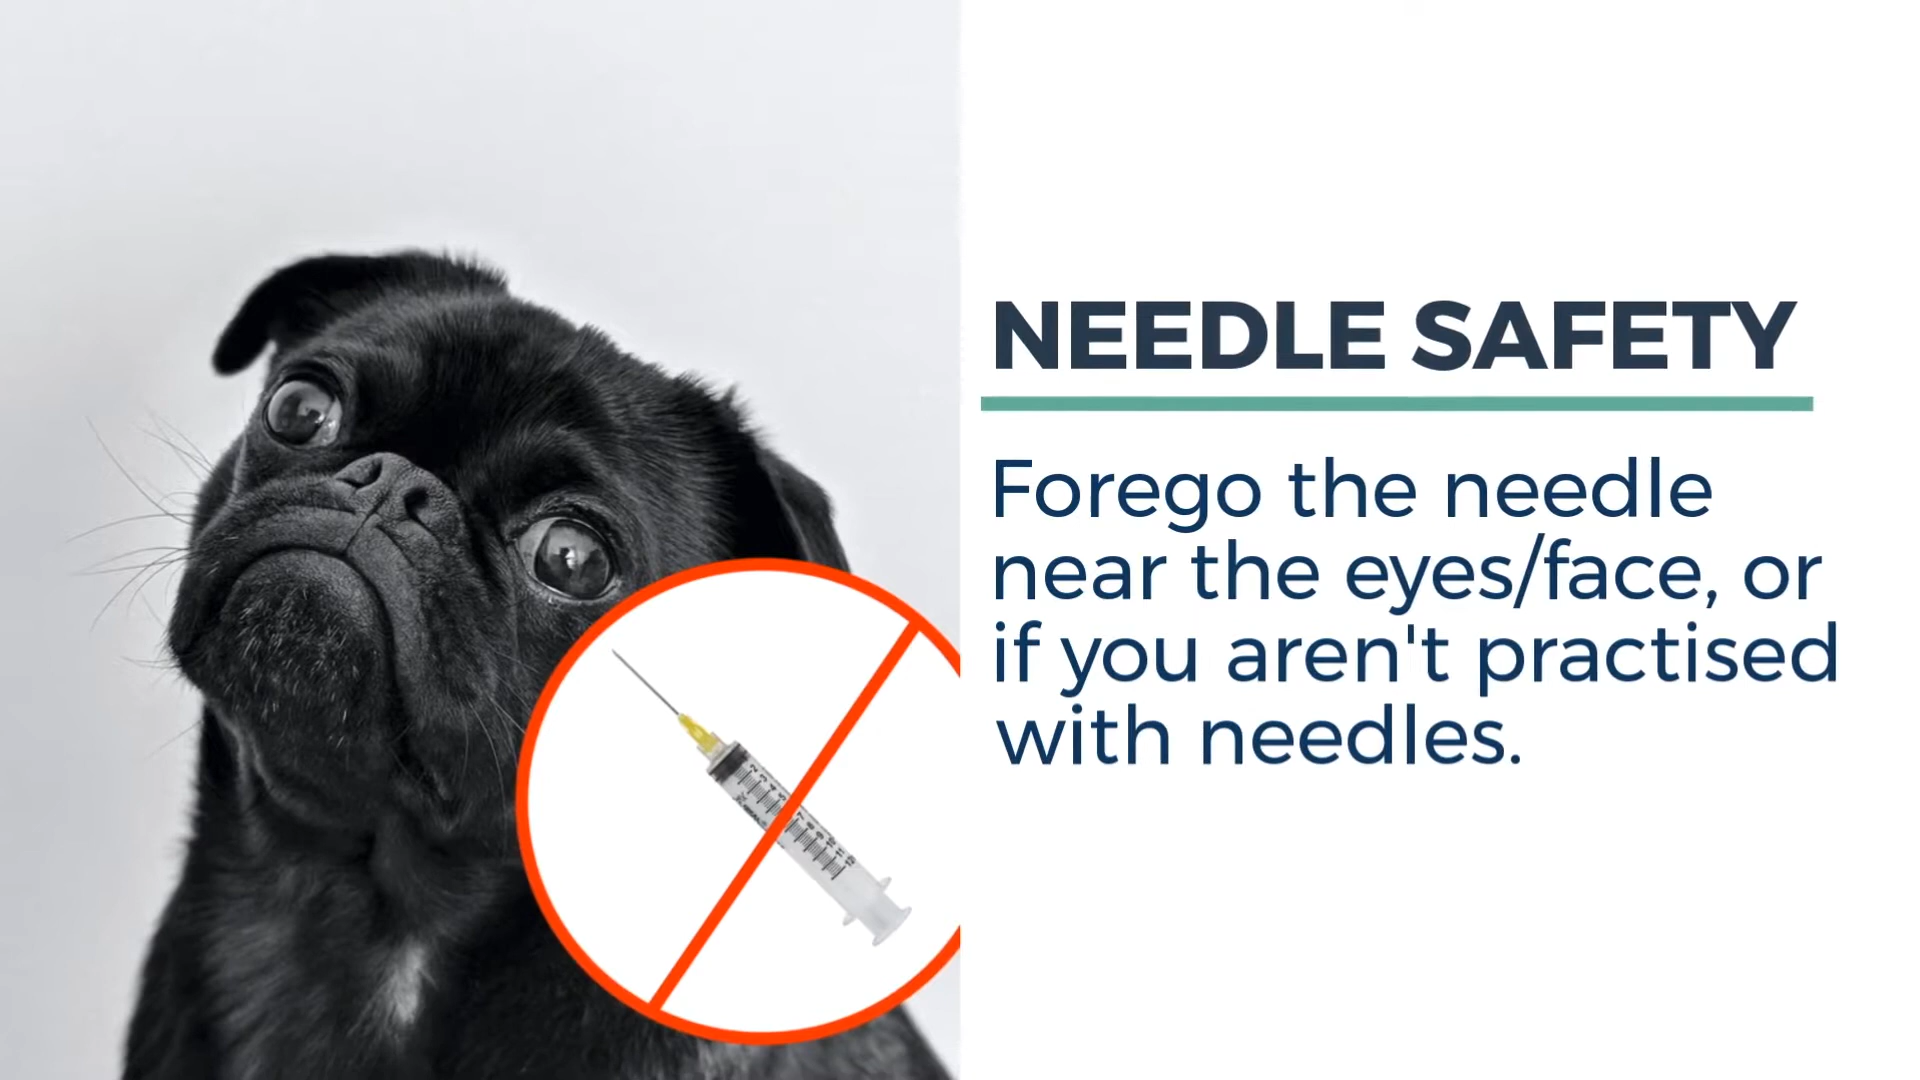 NEEDLE SAFETY
Forego the needle
near the eyes/face, or
if you aren't practised
with needles.